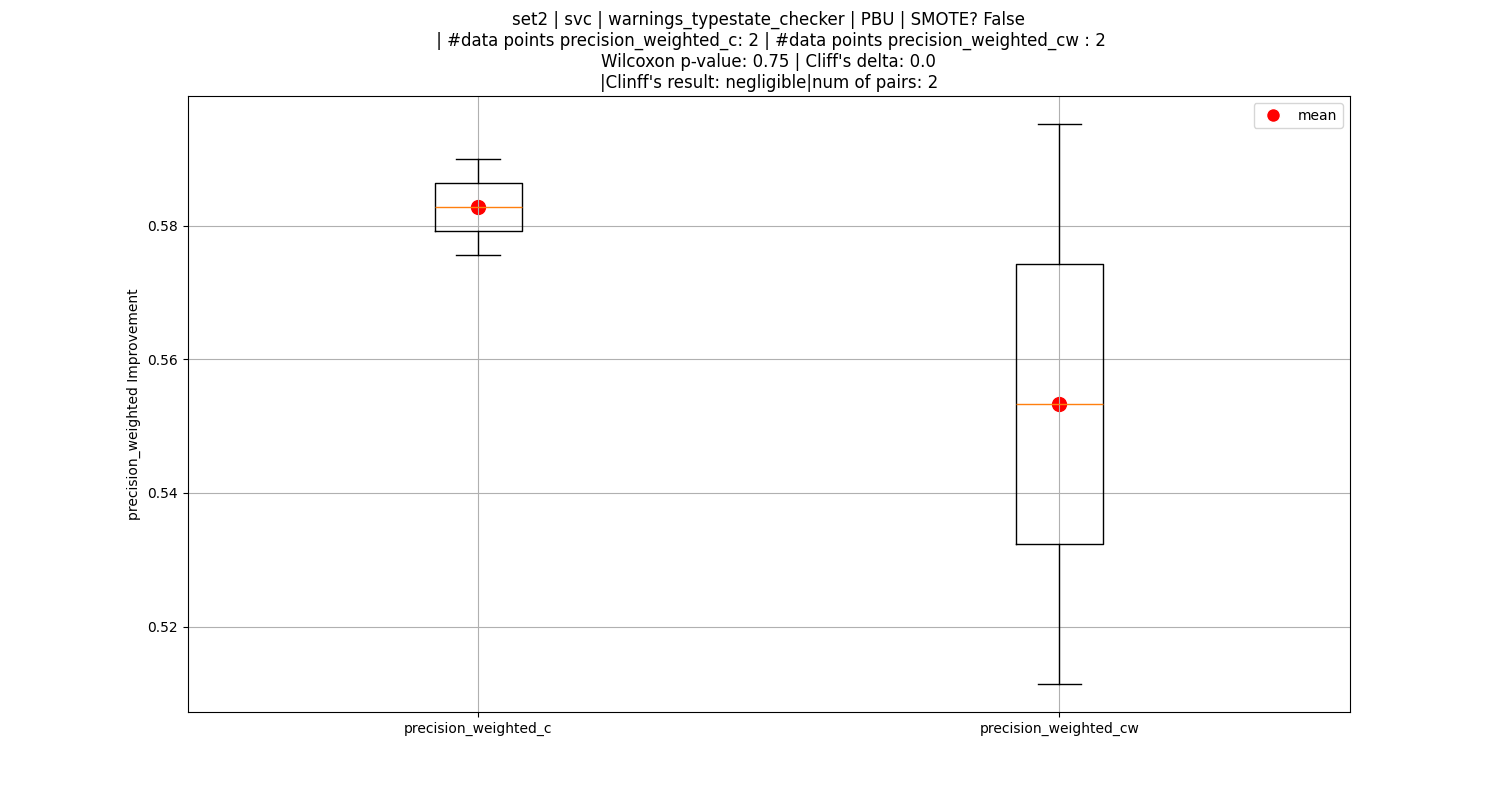 set2 | svc | warnings_typestate_checker | PBU | SMOTE? False
| #data points precision_weighted_c: 2 | #data points precision_weighted_cw : 2
Wilcoxon p-value: 0.75 | Cliff's delta: 0.0
|Clinff's result: negligible|num of pairs: 2
mean
0.58
0.56
0.54
0.52
precision_weighted Improvement
precision_weighted_c
precision_weighted_cw